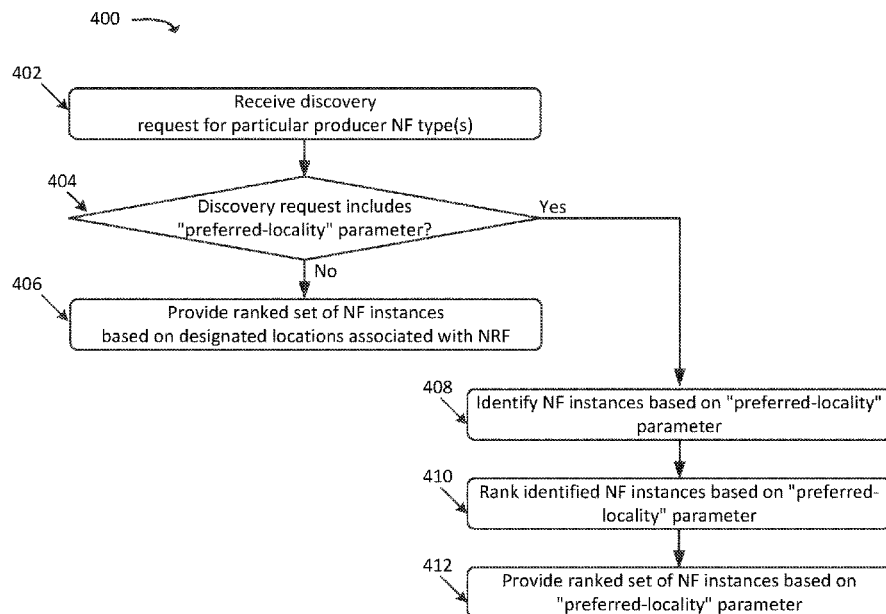 400
402
Receive discovery
request for particular producer NF type(s)
404
Discovery request includes
"preferred-locality" parameter?
Yes
No
406
Provide ranked set of NF instances
based on designated locations associated with NRF
408
Identify NF instances based on "preferred-locality"
parameter
410
Rank identified NF instances based on "preferred-
locality" parameter
412
Provide ranked set of NF instances based on
"preferred-locality" parameter